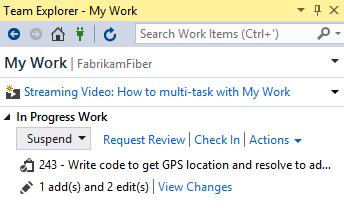 Team Explorer - My Work
Search Work Items (Ctrl+')
My Work | FabrikamFiber
Streaming Video: How to multi-task with My Work
In Progress Work
Suspend Request Review | Check In | Actions
243 - Write code to get GPS location and resolve to ad...
1 add(s) and 2 edit(s) | View Changes